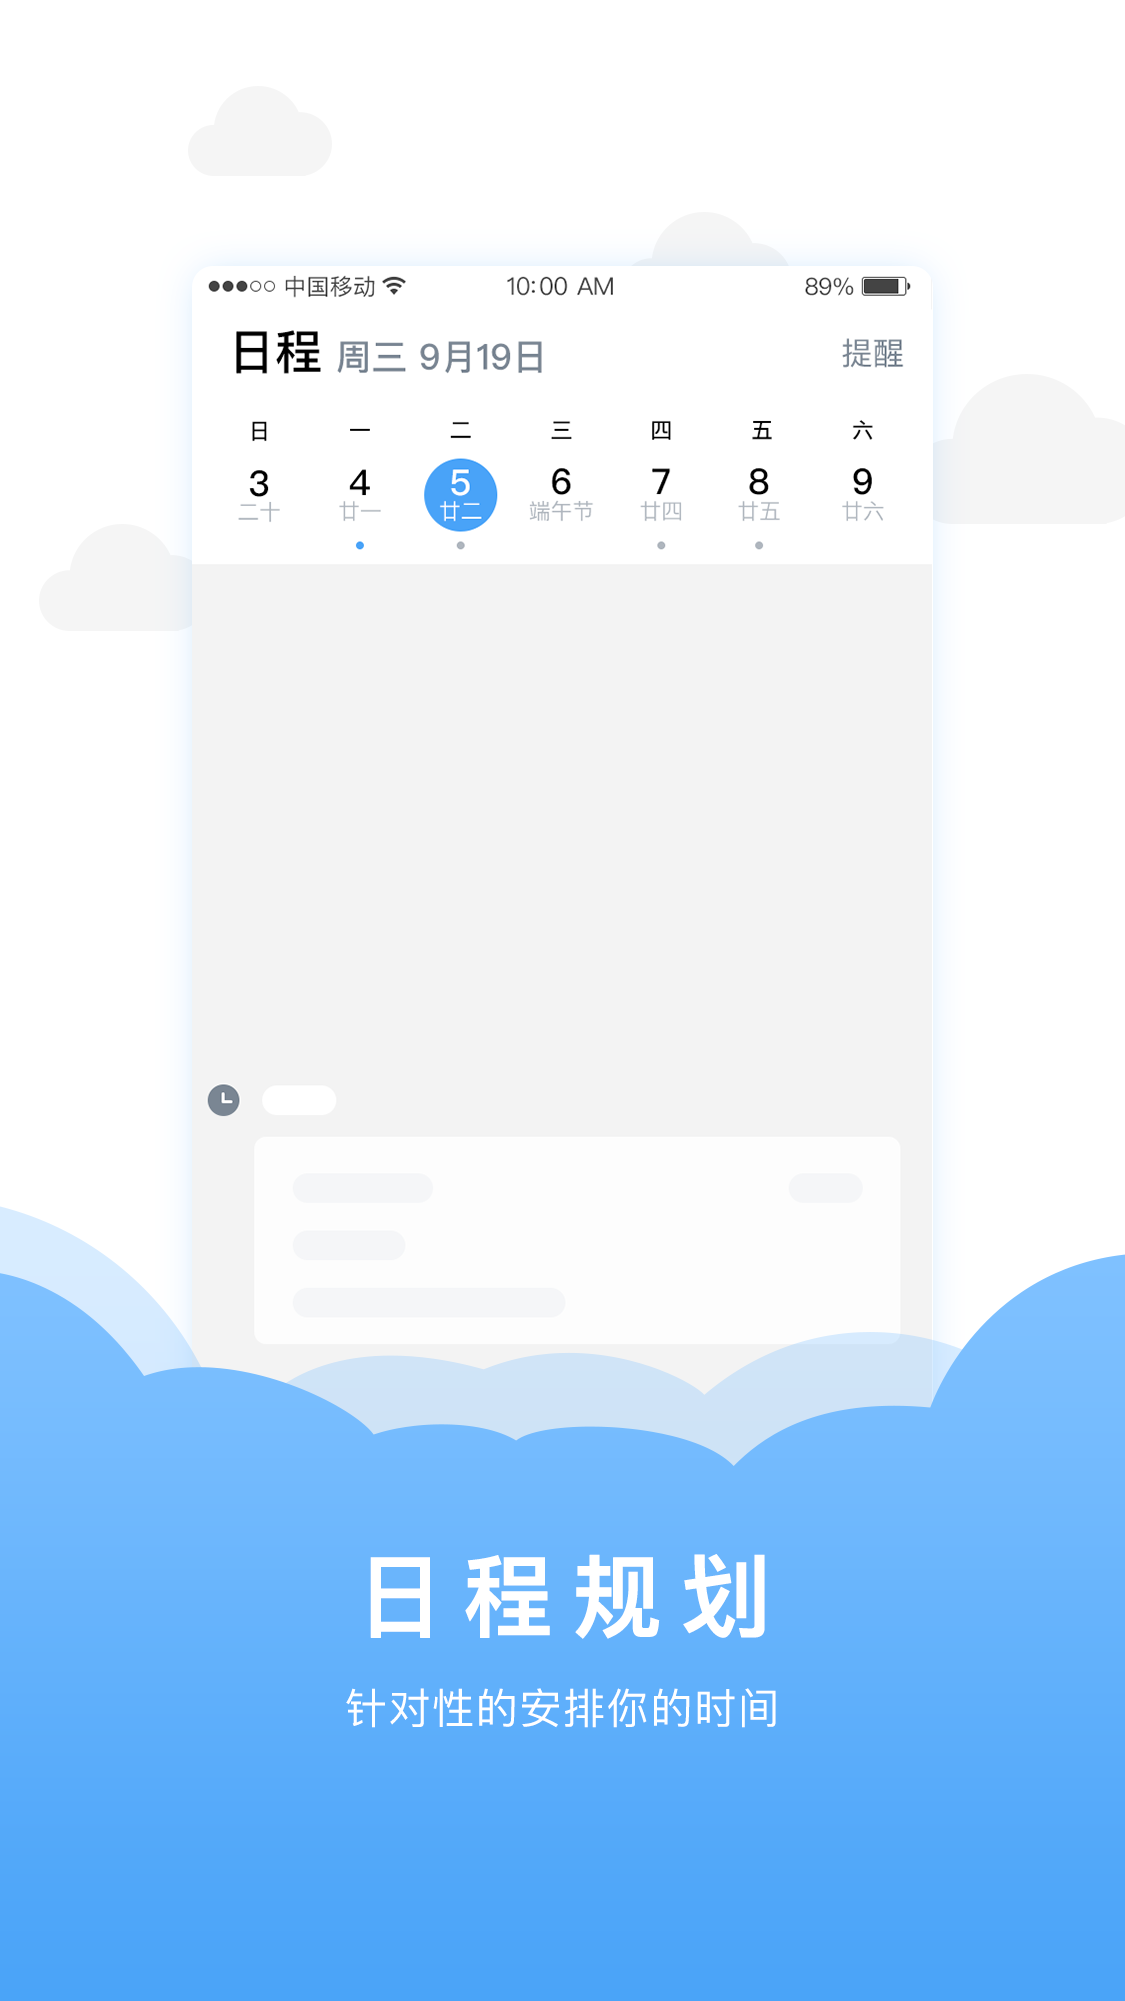 中国移动 10:00 AM 89%
日程 周三 9月19日 提醒
日 一 二 三 四 五 六
3 4 5 6 7 8 9
二十 廿一 廿二 端午节 廿四 廿五 廿六
日程规划
针对性的安排你的时间